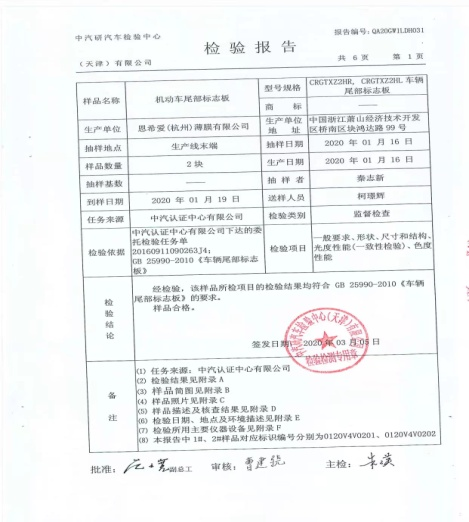 中汽研汽车检验中心
（天津）有限公司
报告编号: QA20GW1LDH031
检 验 报 告
共 6 页 第 1 页
样品名称 机动车尾部标志板 型号规格 CRGTXZ2HR, CRGTXZ2HL 车辆
尾部标志板
商 标 ——
生产单位 恩希爱(杭州)薄膜有限公司 生产单位
地 址 中国浙江萧山经济技术开发
区桥南区块鸿达路 99 号
抽样地点 生产线末端 抽样日期 2020 年 01 月 16 日
样品数量 2 块 生产日期 2020 年 01 月 16 日
抽样基数 —— 抽 样 者 秦志新
到样日期 2020 年 01 月 19 日 送样人员 柯璟辉
任务来源 中汽认证中心有限公司 检验类别 监督检查
检验依据 中汽认证中心有限公司下达的委
托检验任务单
20160911090263J4;
GB 25990-2010《车辆尾部标志
板》
检验项目 一般要求、形状、尺寸和结构、
光度性能(一致性检验)、色度
性能
检验结论 经检验，该样品所检项目的检验结果均符合 GB 25990-2010《车辆
尾部标志板》的要求。
样品合格。
签发日期: 2020 年 03 月 05 日
检验检测专用章
备注
(1) 任务来源：中汽认证中心有限公司
(2) 检验结果见附录 A
(3) 样品简图见附录 B
(4) 样品照片见附录 C
(5) 样品描述及核查结果见附录 D
(6) 检验日期、地点及环境描述见附录 E
(7) 检验所用主要仪器设备见附录 F
(8) 本报告中 1#、2#样品对应标识编号分别为0120V4V0201、0120V4V0202
批准: 副总工 审核: 主检: